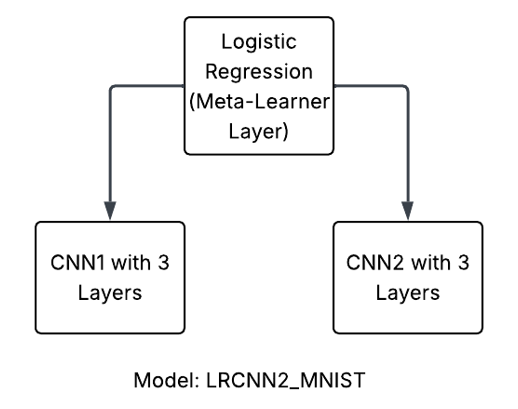 Logistic
Regression
(Meta-Learner
Layer)
CNN1 with 3
Layers
CNN2 with 3
Layers
Model: LRCNN2_MNIST